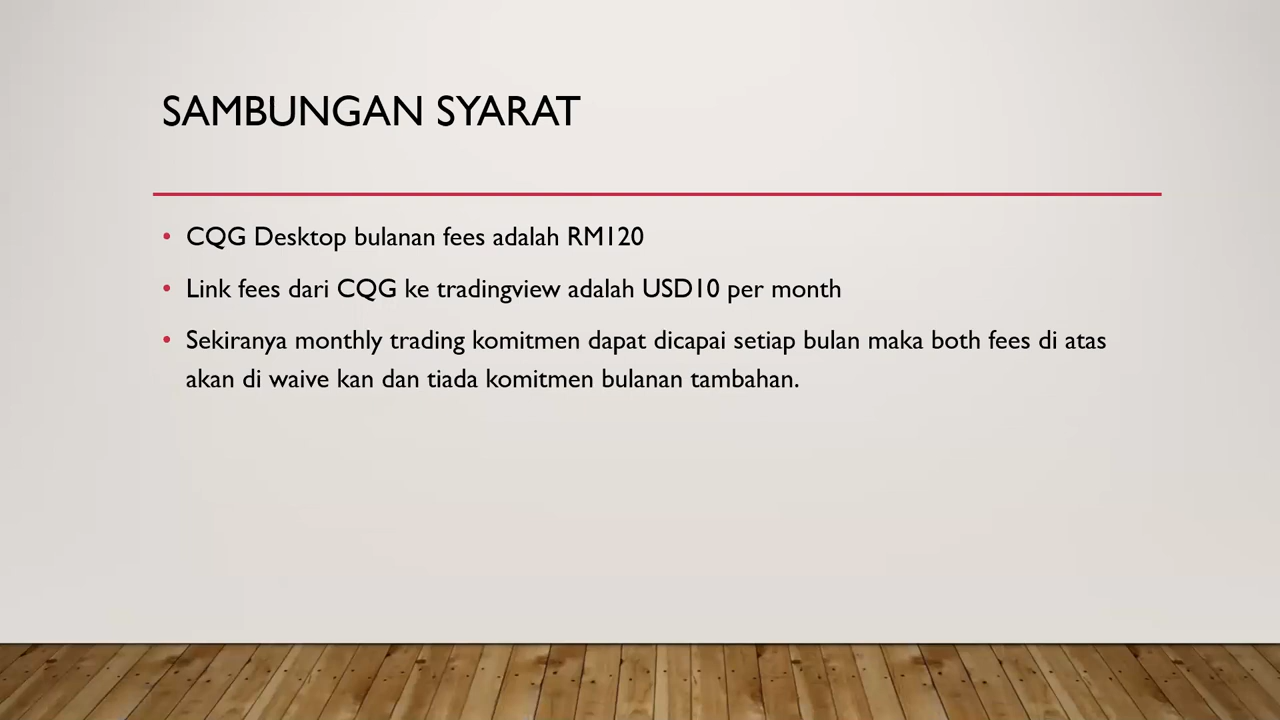 SAMBUNGAN SYARAT
• CQG Desktop bulanan fees adalah RM120
• Link fees dari CQG ke tradingview adalah USD10 per month
• Sekiranya monthly trading komitmen dapat dicapai setiap bulan maka both fees di atas
akan di waive kan dan tiada komitmen bulanan tambahan.